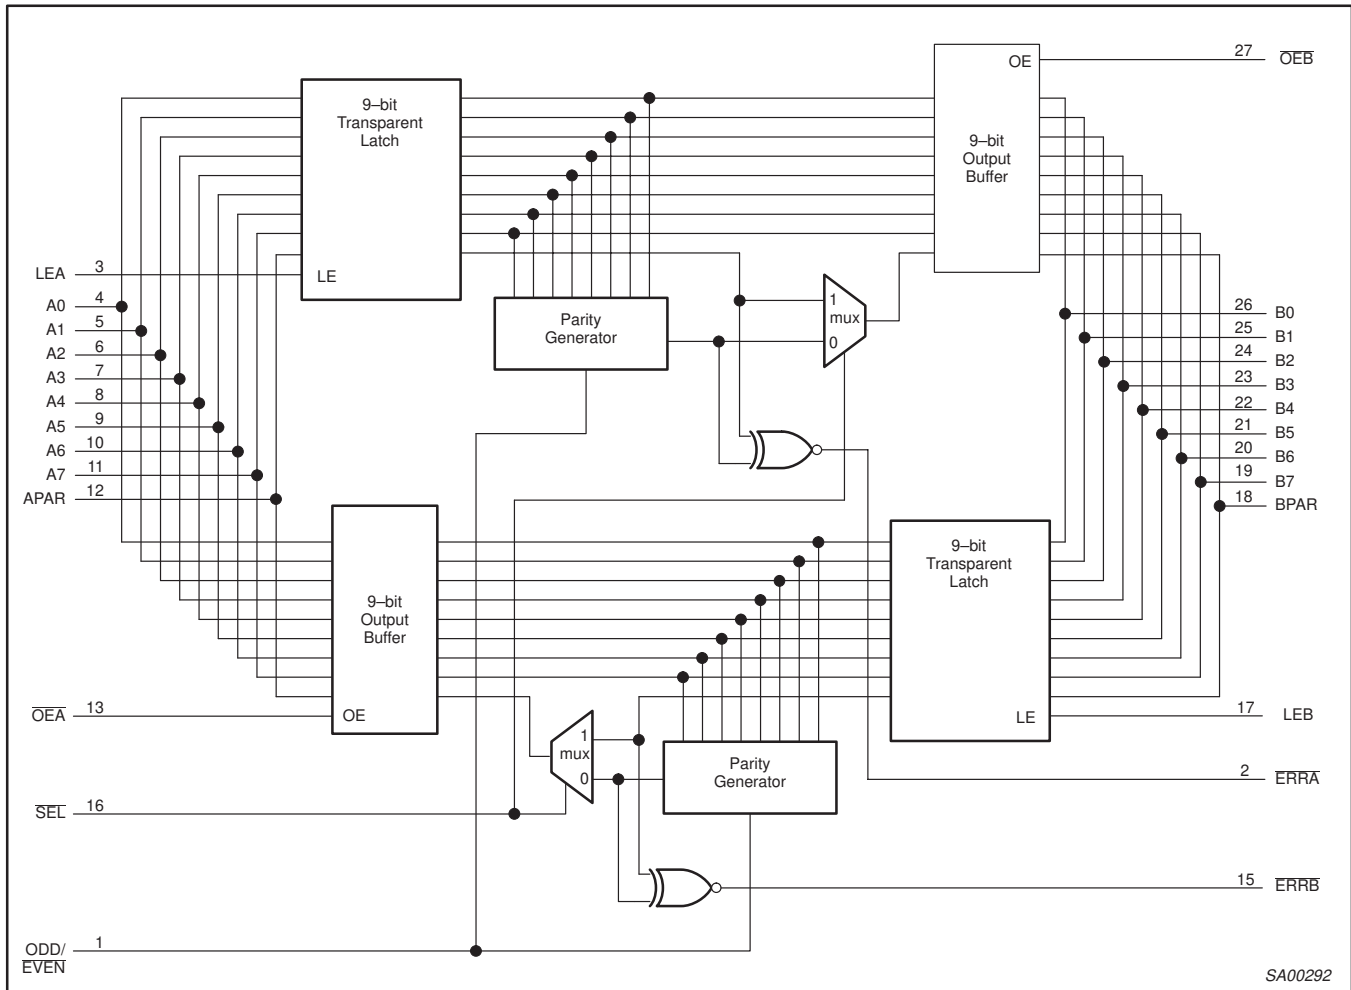 27 OEB
OE
9–bit
Transparent
Latch
9–bit
Output
Buffer
LE
LEA 3
A0 4
A1 5
A2 6
A3 7
A4 8
A5 9
A6 10
A7 11
APAR 12
Parity
Generator
1
mux
0
26 B0
25 B1
24 B2
23 B3
22 B4
21 B5
20 B6
19 B7
18 BPAR
9–bit
Output
Buffer
OE
9–bit
Transparent
Latch
LE
OEA 13
17 LEB
1
mux
0
Parity
Generator
2 ERRA
SEL 16
15 ERRB
ODD/ 1
EVEN
SA00292